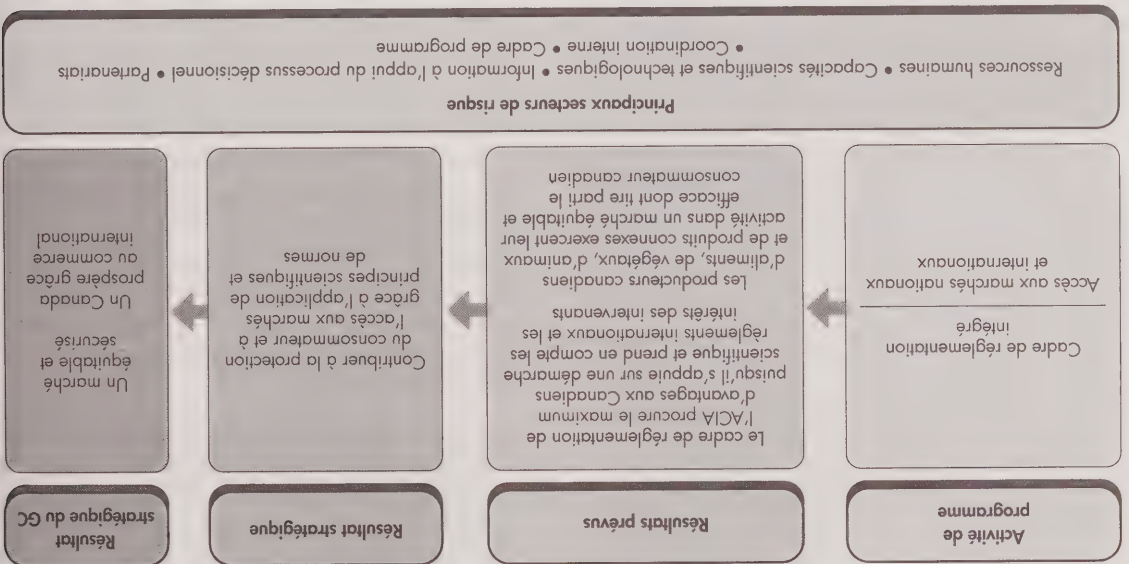 Activité de
programme
Résultats prévus
Résultat stratégique
Résultat
stratégique du GC
Cadre de réglementation
intégré
Accès aux marchés nationaux
et internationaux
Le cadre de réglementation de
l'ACIA procure le maximum
d'avantages aux Canadiens
puisqu'il s'appuie sur une démarche
scientifique et prend en compte les
règlements internationaux et les
intérêts des intervenants
Les producteurs canadiens
d'aliments, de végétaux, d'animaux
et de produits connexes exercent leur
activité dans un marché équitable et
efficace dont tire parti le
consommateur canadien
Contribuer à la protection
du consommateur et à
l'accès aux marchés
grâce à l'application de
principes scientifiques et
de normes
Un marché
équitable et
sécurisé
Un Canada
prospère grâce
au commerce
international
Principaux secteurs de risque
Ressources humaines • Capacités scientifiques et technologiques • Information à l'appui du processus décisionnel • Partenariats
• Coordination interne • Cadre de programme